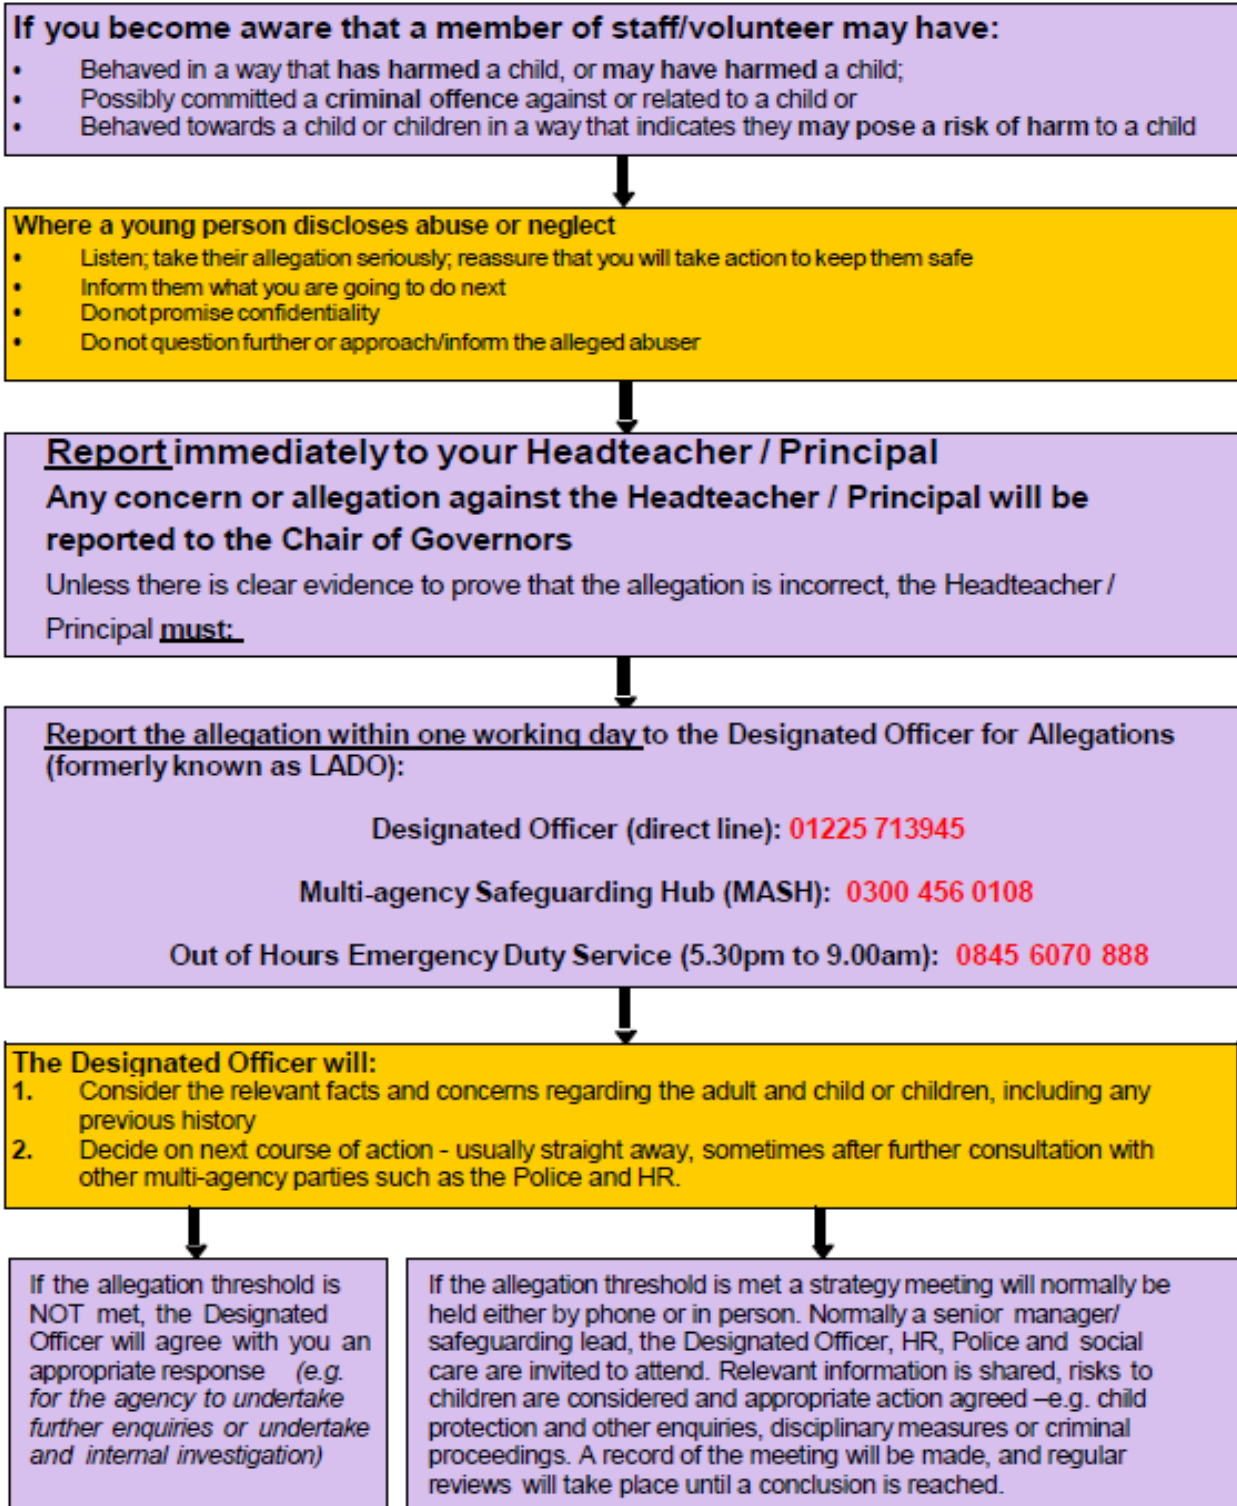 If you become aware that a member of staff/volunteer may have:
• Behaved in a way that has harmed a child, or may have harmed a child;
• Possibly committed a criminal offence against or related to a child or
• Behaved towards a child or children in a way that indicates they may pose a risk of harm to a child
Where a young person discloses abuse or neglect
• Listen; take their allegation seriously; reassure that you will take action to keep them safe
• Inform them what you are going to do next
• Do not promise confidentiality
• Do not question further or approach/inform the alleged abuser
Report immediately to your Headteacher / Principal
Any concern or allegation against the Headteacher / Principal will be
reported to the Chair of Governors
Unless there is clear evidence to prove that the allegation is incorrect, the Headteacher /
Principal must:
Report the allegation within one working day to the Designated Officer for Allegations
(formerly known as LADO):
Designated Officer (direct line): 01225 713945
Multi-agency Safeguarding Hub (MASH): 0300 456 0108
Out of Hours Emergency Duty Service (5.30pm to 9.00am): 0845 6070 888
The Designated Officer will:
1. Consider the relevant facts and concerns regarding the adult and child or children, including any
previous history
2. Decide on next course of action - usually straight away, sometimes after further consultation with
other multi-agency parties such as the Police and HR.
If the allegation threshold is
NOT met, the Designated
Officer will agree with you an
appropriate response (e.g.
for the agency to undertake
further enquiries or undertake
and internal investigation)
If the allegation threshold is met a strategy meeting will normally be
held either by phone or in person. Normally a senior manager/
safeguarding lead, the Designated Officer, HR, Police and social
care are invited to attend. Relevant information is shared, risks to
children are considered and appropriate action agreed –e.g. child
protection and other enquiries, disciplinary measures or criminal
proceedings. A record of the meeting will be made, and regular
reviews will take place until a conclusion is reached.